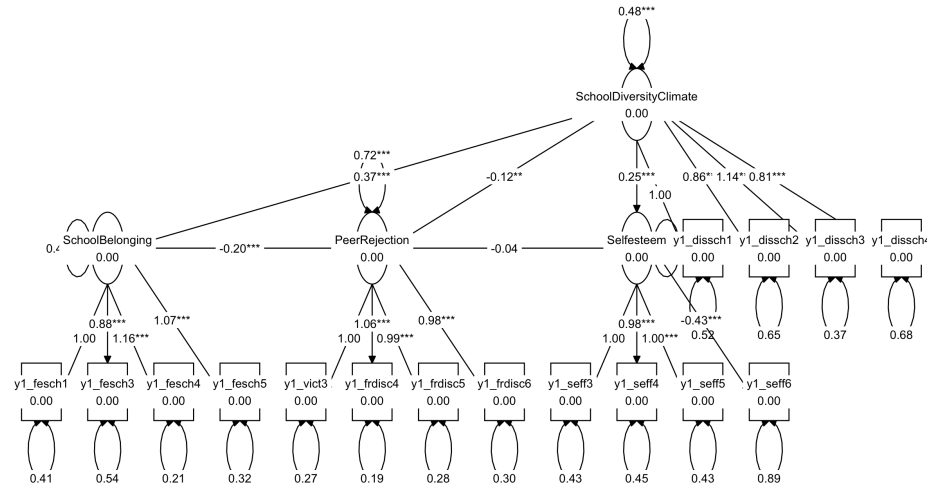 0.48***
SchoolDiversityClimate
0.00
0.72***
0.37***
-0.12**
0.25***
1.00
0.86*
1.14*
0.81***
SchoolBelonging
0.00
-0.20***
PeerRejection
0.00
-0.04
Selfesteem
0.00
y1_dissch1
0.00
y1_dissch2
0.00
y1_dissch3
0.00
y1_dissch4
0.00
1.00
0.88***
1.16***
1.07***
1.00
1.06***
0.99***
0.98***
1.00
0.98***
1.00***
-0.43***
0.52
0.65
0.37
0.68
y1_fesch1
y1_fesch3
y1_fesch4
y1_fesch5
y1_vict3
y1_frdisc4
y1_frdisc5
y1_frdisc6
y1_seff3
y1_seff4
y1_seff5
y1_seff6
0.00
0.00
0.00
0.00
0.00
0.00
0.00
0.00
0.00
0.00
0.00
0.00
0.41
0.54
0.21
0.32
0.27
0.19
0.28
0.30
0.43
0.45
0.43
0.89